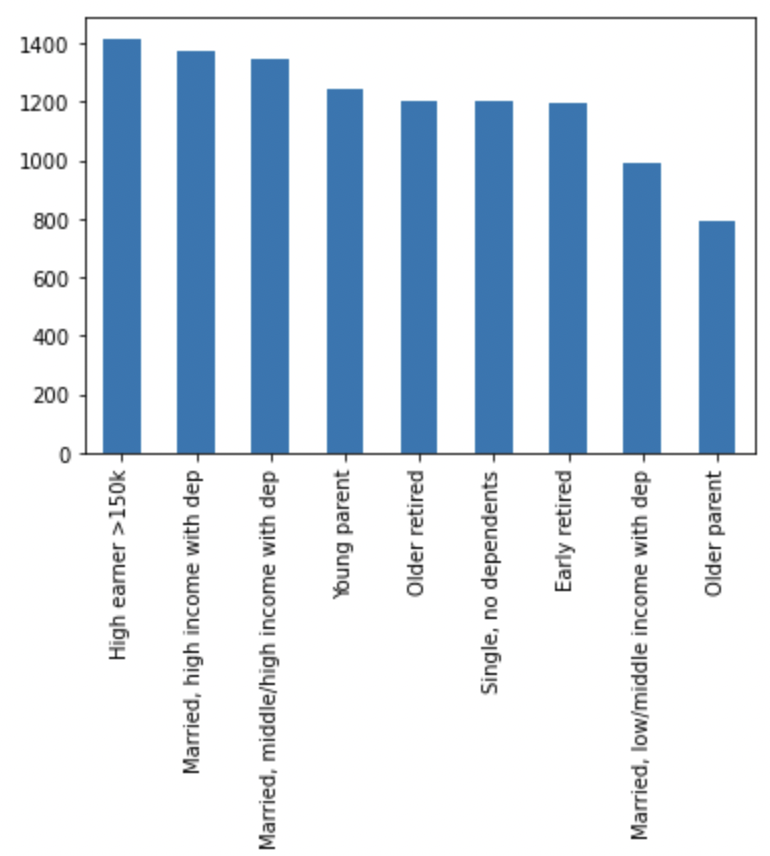 1400
1200
1000
800
600
400
200
0
High earner >150k
Married, high income with dep
Married, middle/high income with dep
Young parent
Older retired
Single, no dependents
Early retired
Married, low/middle income with dep
Older parent